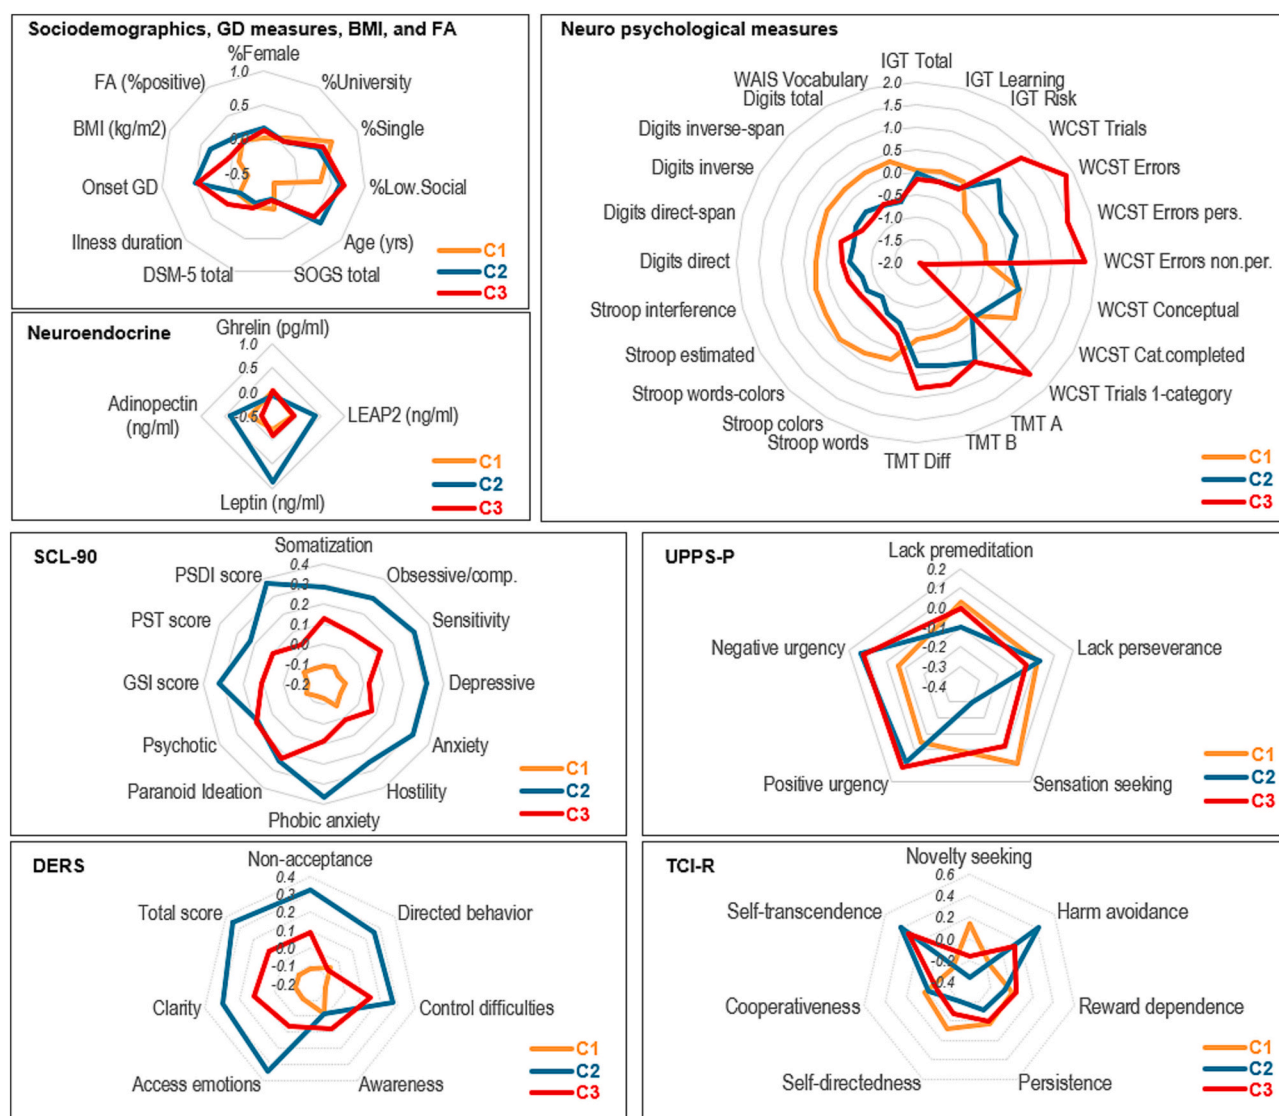 Sociodemographics, GD measures, BMI, and FA
%Female
1.0
FA (%positive)
%University
0.5
BMI (kg/m2)
%Single
-0.5
Onset GD
%Low.Social
Ilness duration
Age (yrs)
DSM-5 total
SOGS total
C1
C2
C3
Neuro psychological measures
IGT Total
2.0
WAIS Vocabulary
IGT Learning
Digits total
IGT Risk
1.5
Digits inverse-span
WCST Trials
1.0
Digits inverse
0.5
WCST Errors
0.0
Digits direct-span
-0.5
WCST Errors pers.
-1.0
-1.5
Digits direct
-2.0
WCST Errors non.per.
Stroop interference
WCST Conceptual
Stroop estimated
WCST Cat.completed
Stroop words-colors
WCST Trials 1-category
Stroop colors
TMT A
Stroop words
TMT B
TMT Diff
C1
C2
C3
Neuroendocrine
Ghrelin (pg/ml)
1.0
0.5
0.0
Adinopectin
(ng/ml)
-0.5
LEAP2 (ng/ml)
Leptin (ng/ml)
C1
C2
C3
SCL-90
Somatization
0.4
PSDI score
0.3
Obsessive/comp.
0.2
PST score
Sensitivity
0.1
0.0
-0.1
GSI score
-0.2
Depressive
Psychotic
Anxiety
Paranoid Ideation
Hostility
Phobic anxiety
C1
C2
C3
UPPS-P
Lack premeditation
0.2
0.1
0.0
-0.1
Negative urgency
Lack perseverance
-0.2
-0.3
-0.4
Positive urgency
Sensation seeking
C1
C2
C3
DERS
Non-acceptance
0.4
0.3
Total score
Directed behavior
0.2
0.1
0.0
-0.1
-0.2
Clarity
Control difficulties
Access emotions
Awareness
C1
C2
C3
TCI-R
Novelty seeking
0.6
0.4
Self-transcendence
Harm avoidance
0.2
0.0
-0.2
-0.4
Cooperativeness
Reward dependence
Self-directedness
Persistence
C1
C2
C3